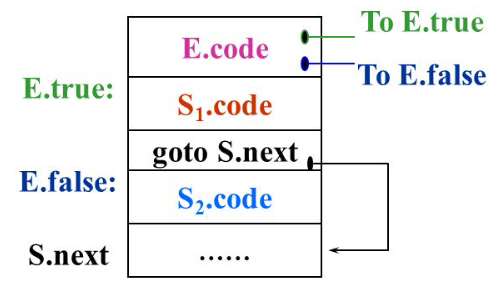 To E.true
E.code
To E.false
E.true:
S₁.code
goto S.next
E.false:
S₂.code
S.next
......